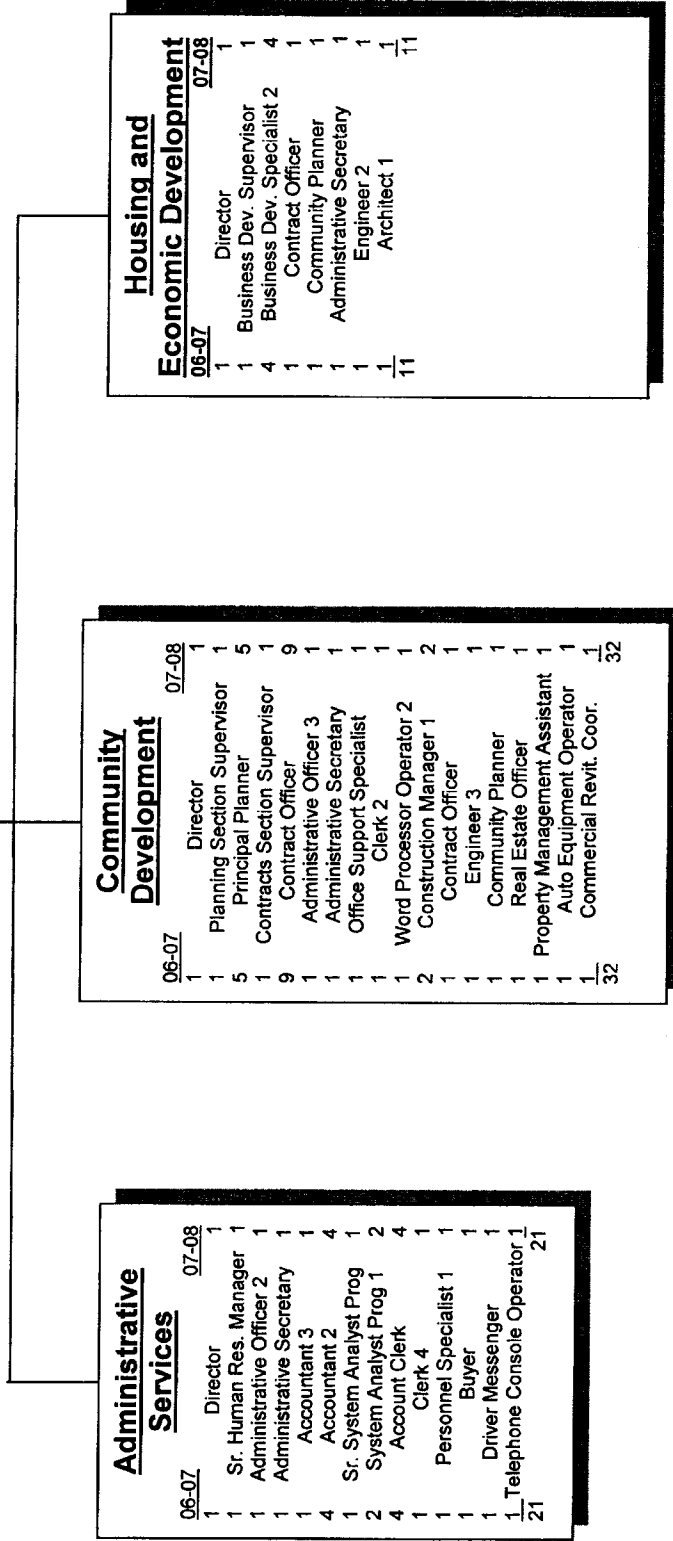 Administrative
Services
06-07 07-08
1 Director 1
1 Sr. Human Res. Manager 1
1 Administrative Officer 2 1
1 Administrative Secretary 1
1 Accountant 3 1
4 Accountant 2 4
1 Sr. System Analyst Prog 1
2 System Analyst Prog 1 2
4 Account Clerk 4
1 Clerk 4 1
1 Personnel Specialist 1 1
1 Buyer 1
1 Driver Messenger 1
1 Telephone Console Operator 1
21 21
Community
Development
06-07 07-08
1 Director 1
1 Planning Section Supervisor 1
5 Principal Planner 5
1 Contracts Section Supervisor 1
9 Contract Officer 9
1 Administrative Officer 3 1
1 Administrative Secretary 1
1 Office Support Specialist 1
1 Clerk 2 1
1 Word Processor Operator 2 1
2 Construction Manager 1 2
1 Contract Officer 1
1 Engineer 3 1
1 Community Planner 1
1 Real Estate Officer 1
1 Property Management Assistant 1
1 Auto Equipment Operator 1
1 Commercial Revit. Coor. 1
32 32
Housing and
Economic Development
06-07 07-08
1 Director 1
1 Business Dev. Supervisor 1
4 Business Dev. Specialist 2 4
1 Contract Officer 1
1 Community Planner 1
1 Administrative Secretary 1
1 Engineer 2 1
1 Architect 1 1
11 11